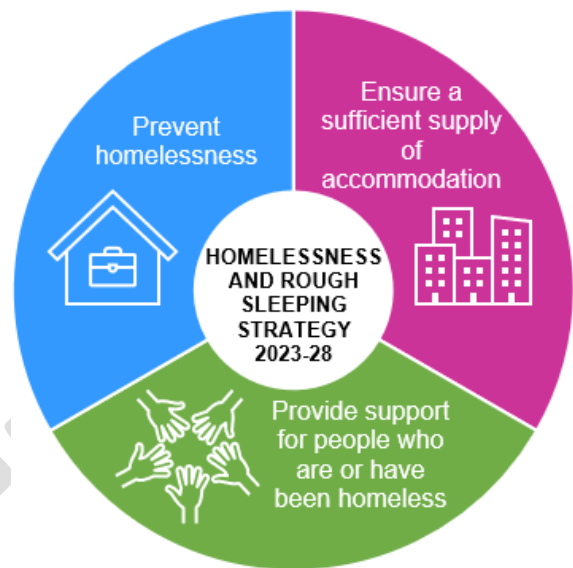 Prevent
homelessness
Ensure a
sufficient supply
of
accommodation
HOMELESSNESS
AND ROUGH
SLEEPING
STRATEGY
2023-28
Provide support
for people who
are or have
been homeless